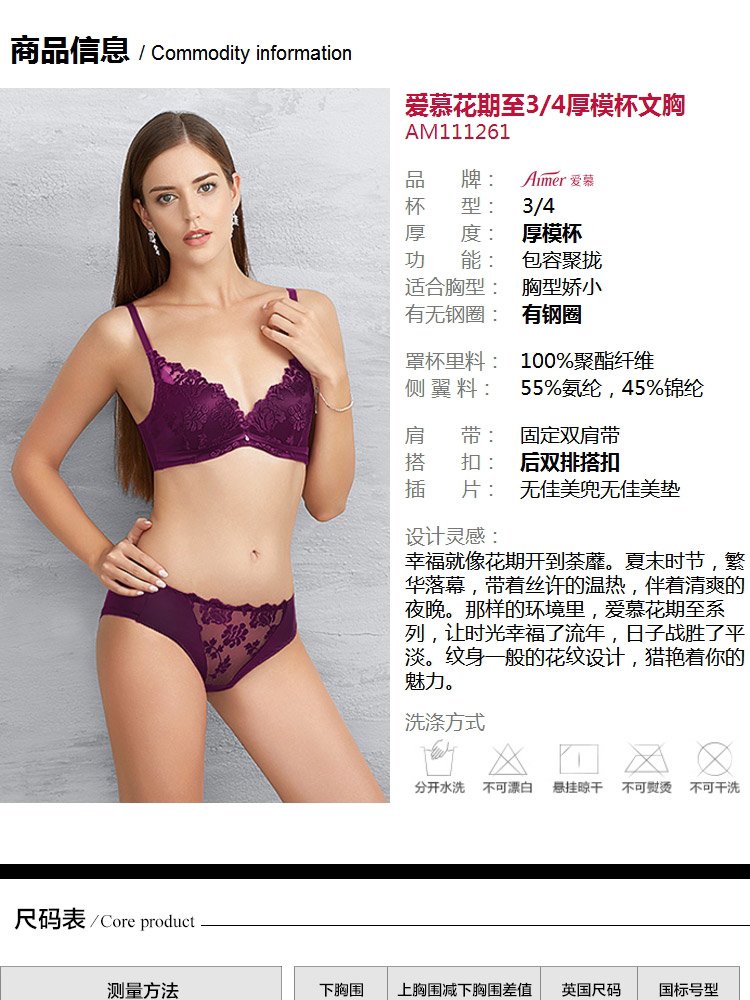 商品信息 / Commodity information
爱慕花期至3/4厚模杯文胸
AM111261
品 牌： Aimer 爱慕
杯 型： 3/4
厚 度： 厚模杯
功 能： 包容聚拢
适合胸型： 胸型娇小
有无钢圈： 有钢圈
罩杯里料： 100%聚酯纤维
侧 翼 料： 55%氨纶，45%锦纶
肩 带： 固定双肩带
搭 扣： 后双排搭扣
插 片： 无佳美兜无佳美垫
设计灵感：
幸福就像花期开到荼蘼。夏末时节，繁
华落幕，带着丝许的温热，伴着清爽的
夜晚。那样的环境里，爱慕花期至系
列，让时光幸福了流年，日子战胜了平
淡。纹身一般的花纹设计，猎艳着你的
魅力。
洗涤方式
分开水洗 不可漂白 悬挂晾干 不可熨烫 不可干洗
尺码表 /Core product
测量方法 下胸围 上胸围减下胸围差值 英国尺码 国标号型